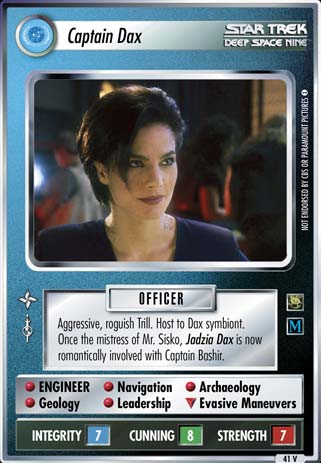 Captain Dax
STAR TREK
DEEP SPACE NINE
NOT ENDORSED BY CBS OR PARAMOUNT PICTURES
OFFICER
Aggressive, roguish Trill. Host to Dax symbiont.
Once the mistress of Mr. Sisko, Jadzia Dax is now
romantically involved with Captain Bashir.
M
ENGINEER Navigation Archaeology
Geology Leadership Evasive Maneuvers
INTEGRITY 7 CUNNING 8 STRENGTH 7
41 V